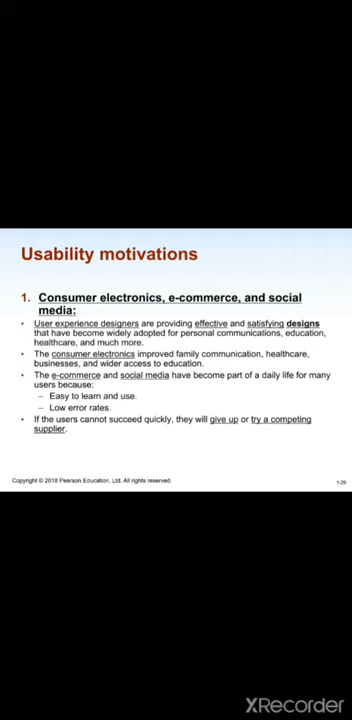 Usability motivations
1. Consumer electronics, e-commerce, and social
media:
• User experience designers are providing effective and satisfying designs
that have become widely adopted for personal communications, education,
healthcare, and much more.
• The consumer electronics improved family communication, healthcare,
businesses, and wider access to education.
• The e-commerce and social media have become part of a daily life for many
users because:
– Easy to learn and use.
– Low error rates.
• If the users cannot succeed quickly, they will give up or try a competing
supplier.
Copyright © 2018 Pearson Education, Ltd. All rights reserved.
1-29
XRecorder